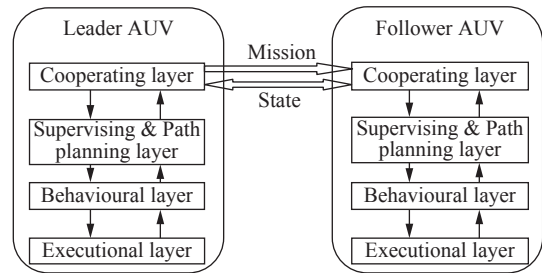 Leader AUV
Cooperating layer
Supervising & Path
planning layer
Behavioural layer
Executional layer
Mission
State
Follower AUV
Cooperating layer
Supervising & Path
planning layer
Behavioural layer
Executional layer